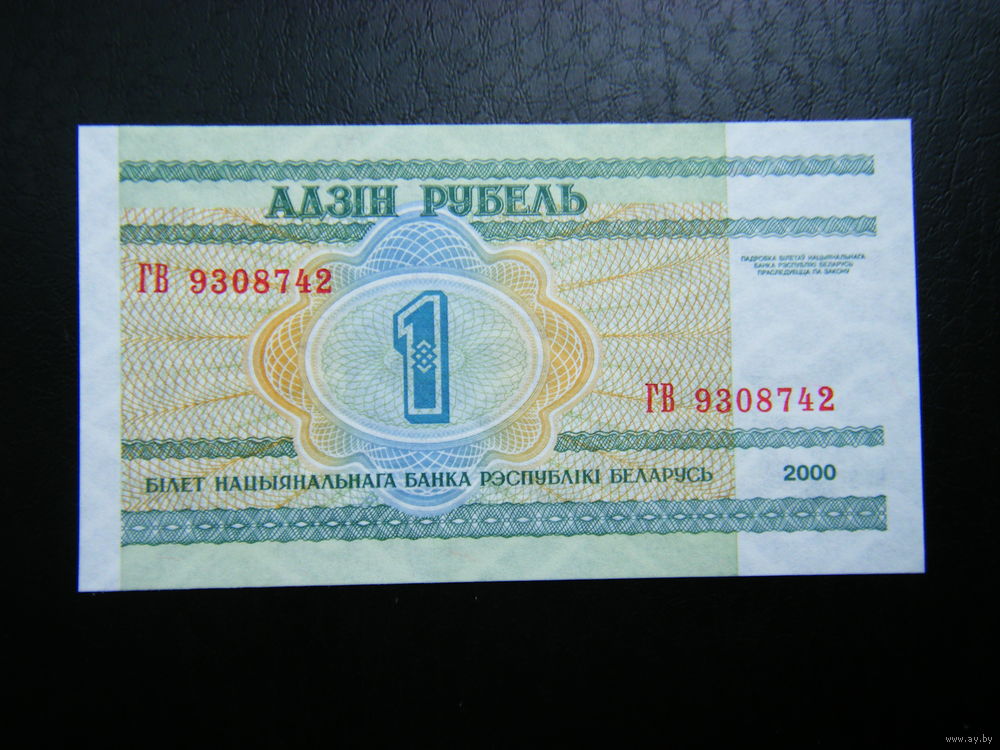 АДЗІН РУБЕЛЬ
ГВ 9308742
ПАДРОБКА БІЛЕТАЎ НАЦЫЯНАЛЬНАГА
БАНКА РЭСПУБЛІКІ БЕЛАРУСЬ
ПРАСЛЕДУЕЦЦА ПА ЗАКОНУ
1
ГВ 9308742
БІЛЕТ НАЦЫЯНАЛЬНАГА БАНКА РЭСПУБЛІКІ БЕЛАРУСЬ
2000
www.ay.by